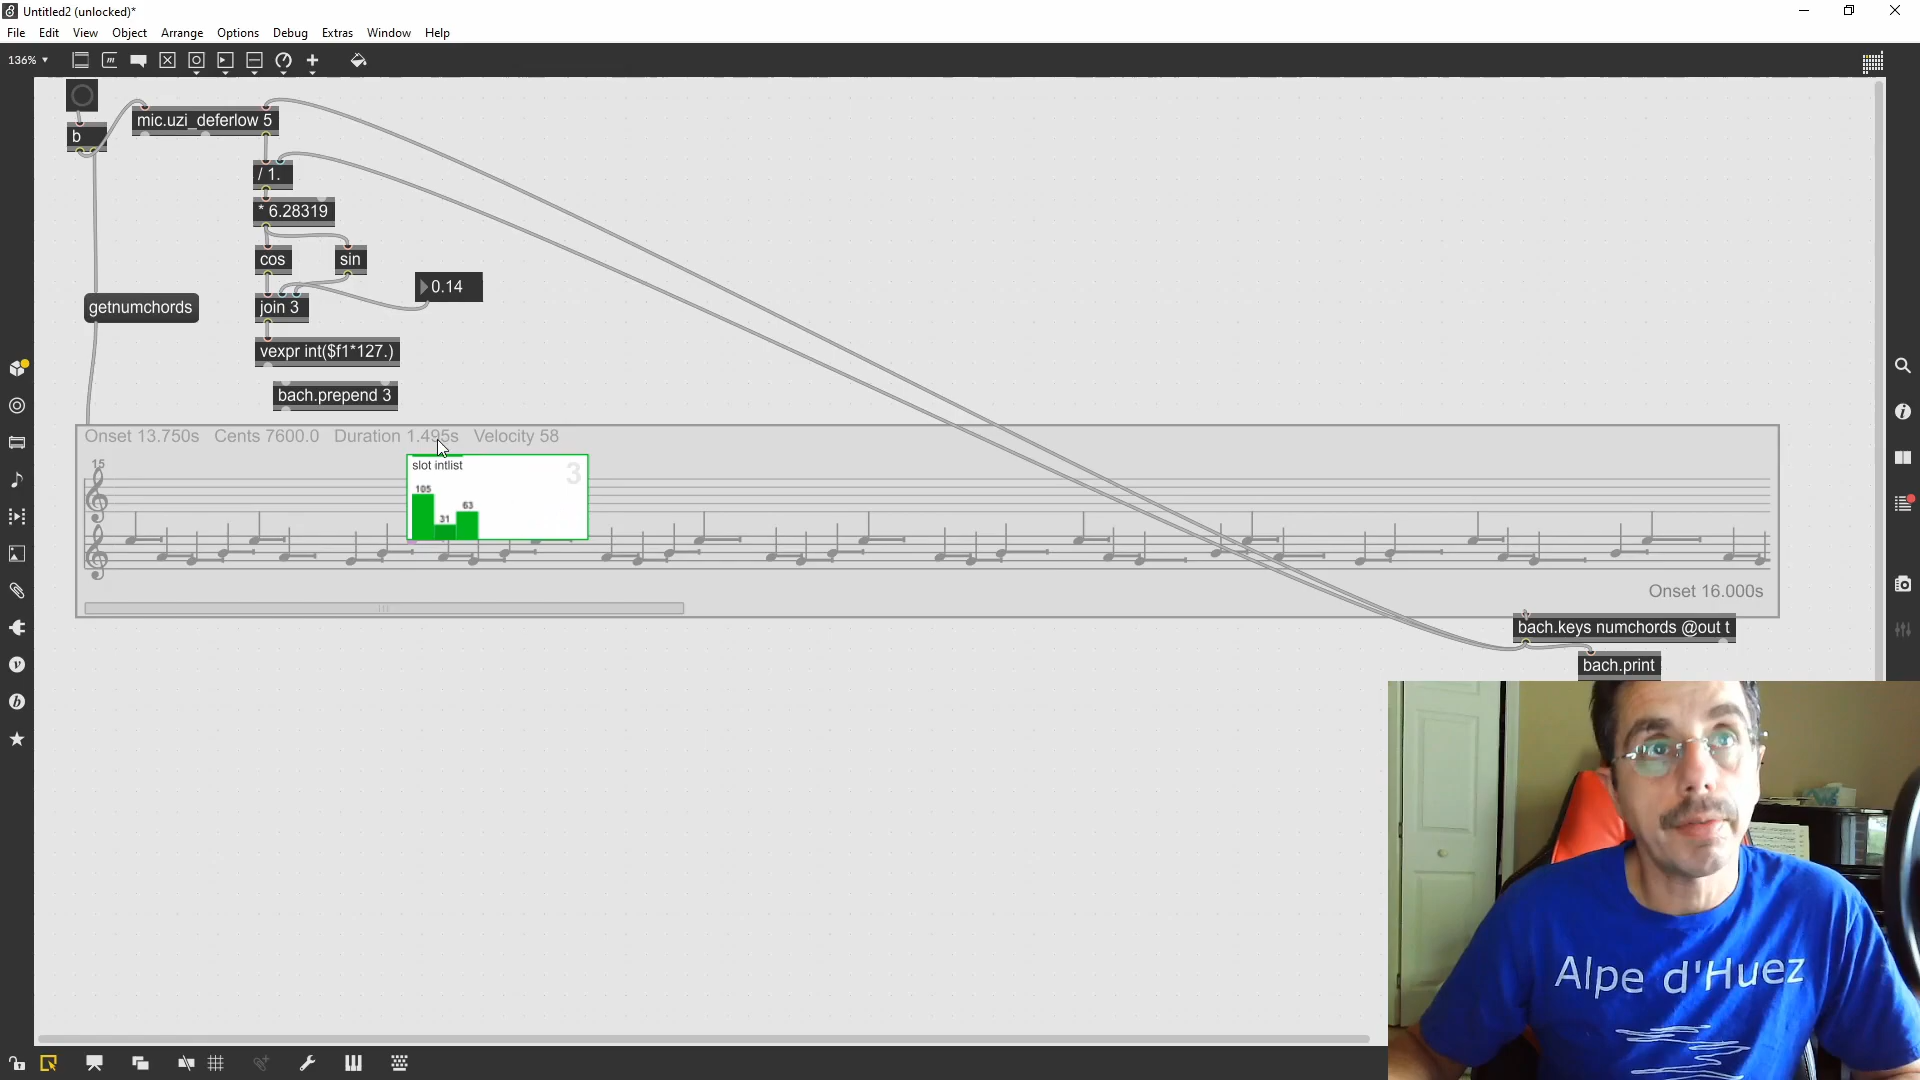 Untitled2 (unlocked)*
File Edit View Object Arrange Options Debug Extras Window Help
136%
b
mic.uzi_deferlow 5
/ 1.
* 6.28319
cos
sin
0.14
getnumchords
join 3
vexpr int($f1*127.)
bach.prepend 3
Onset 13.750s Cents 7600.0 Duration 1.495s Velocity 58
15
slot intlist
3
105
31
63
Onset 16.000s
bach.keys numchords @out t
bach.print
Alpe d'Huez